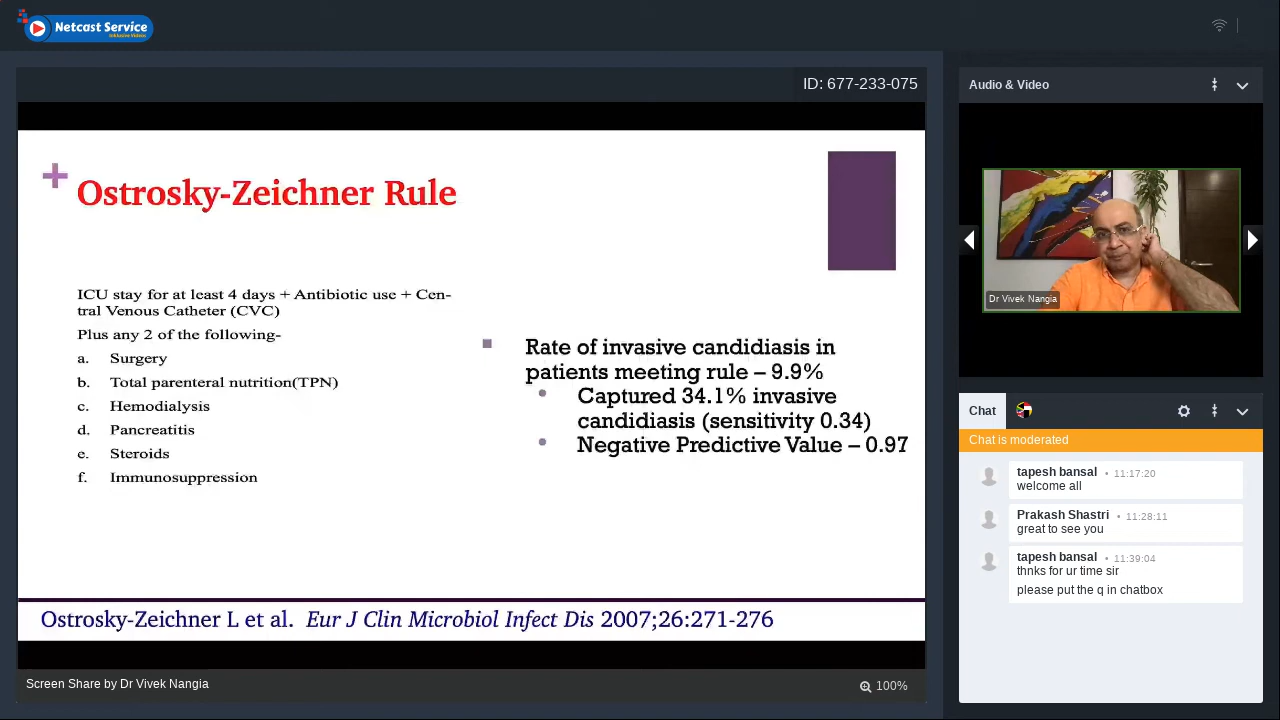 Netcast Service
Inklusive Videos
ID: 677-233-075
Ostrosky-Zeichner Rule
ICU stay for at least 4 days + Antibiotic use + Cen-
tral Venous Catheter (CVC)
Plus any 2 of the following-
a. Surgery
b. Total parenteral nutrition(TPN)
c. Hemodialysis
d. Pancreatitis
e. Steroids
f. Immunosuppression
Rate of invasive candidiasis in
patients meeting rule – 9.9%
Captured 34.1% invasive
candidiasis (sensitivity 0.34)
Negative Predictive Value – 0.97
Ostrosky-Zeichner L et al. Eur J Clin Microbiol Infect Dis 2007;26:271-276
Screen Share by Dr Vivek Nangia
100%
Audio & Video
Dr Vivek Nangia
Chat
Chat is moderated
tapesh bansal • 11:17:20
welcome all
Prakash Shastri • 11:28:11
great to see you
tapesh bansal • 11:39:04
thnks for ur time sir
please put the q in chatbox